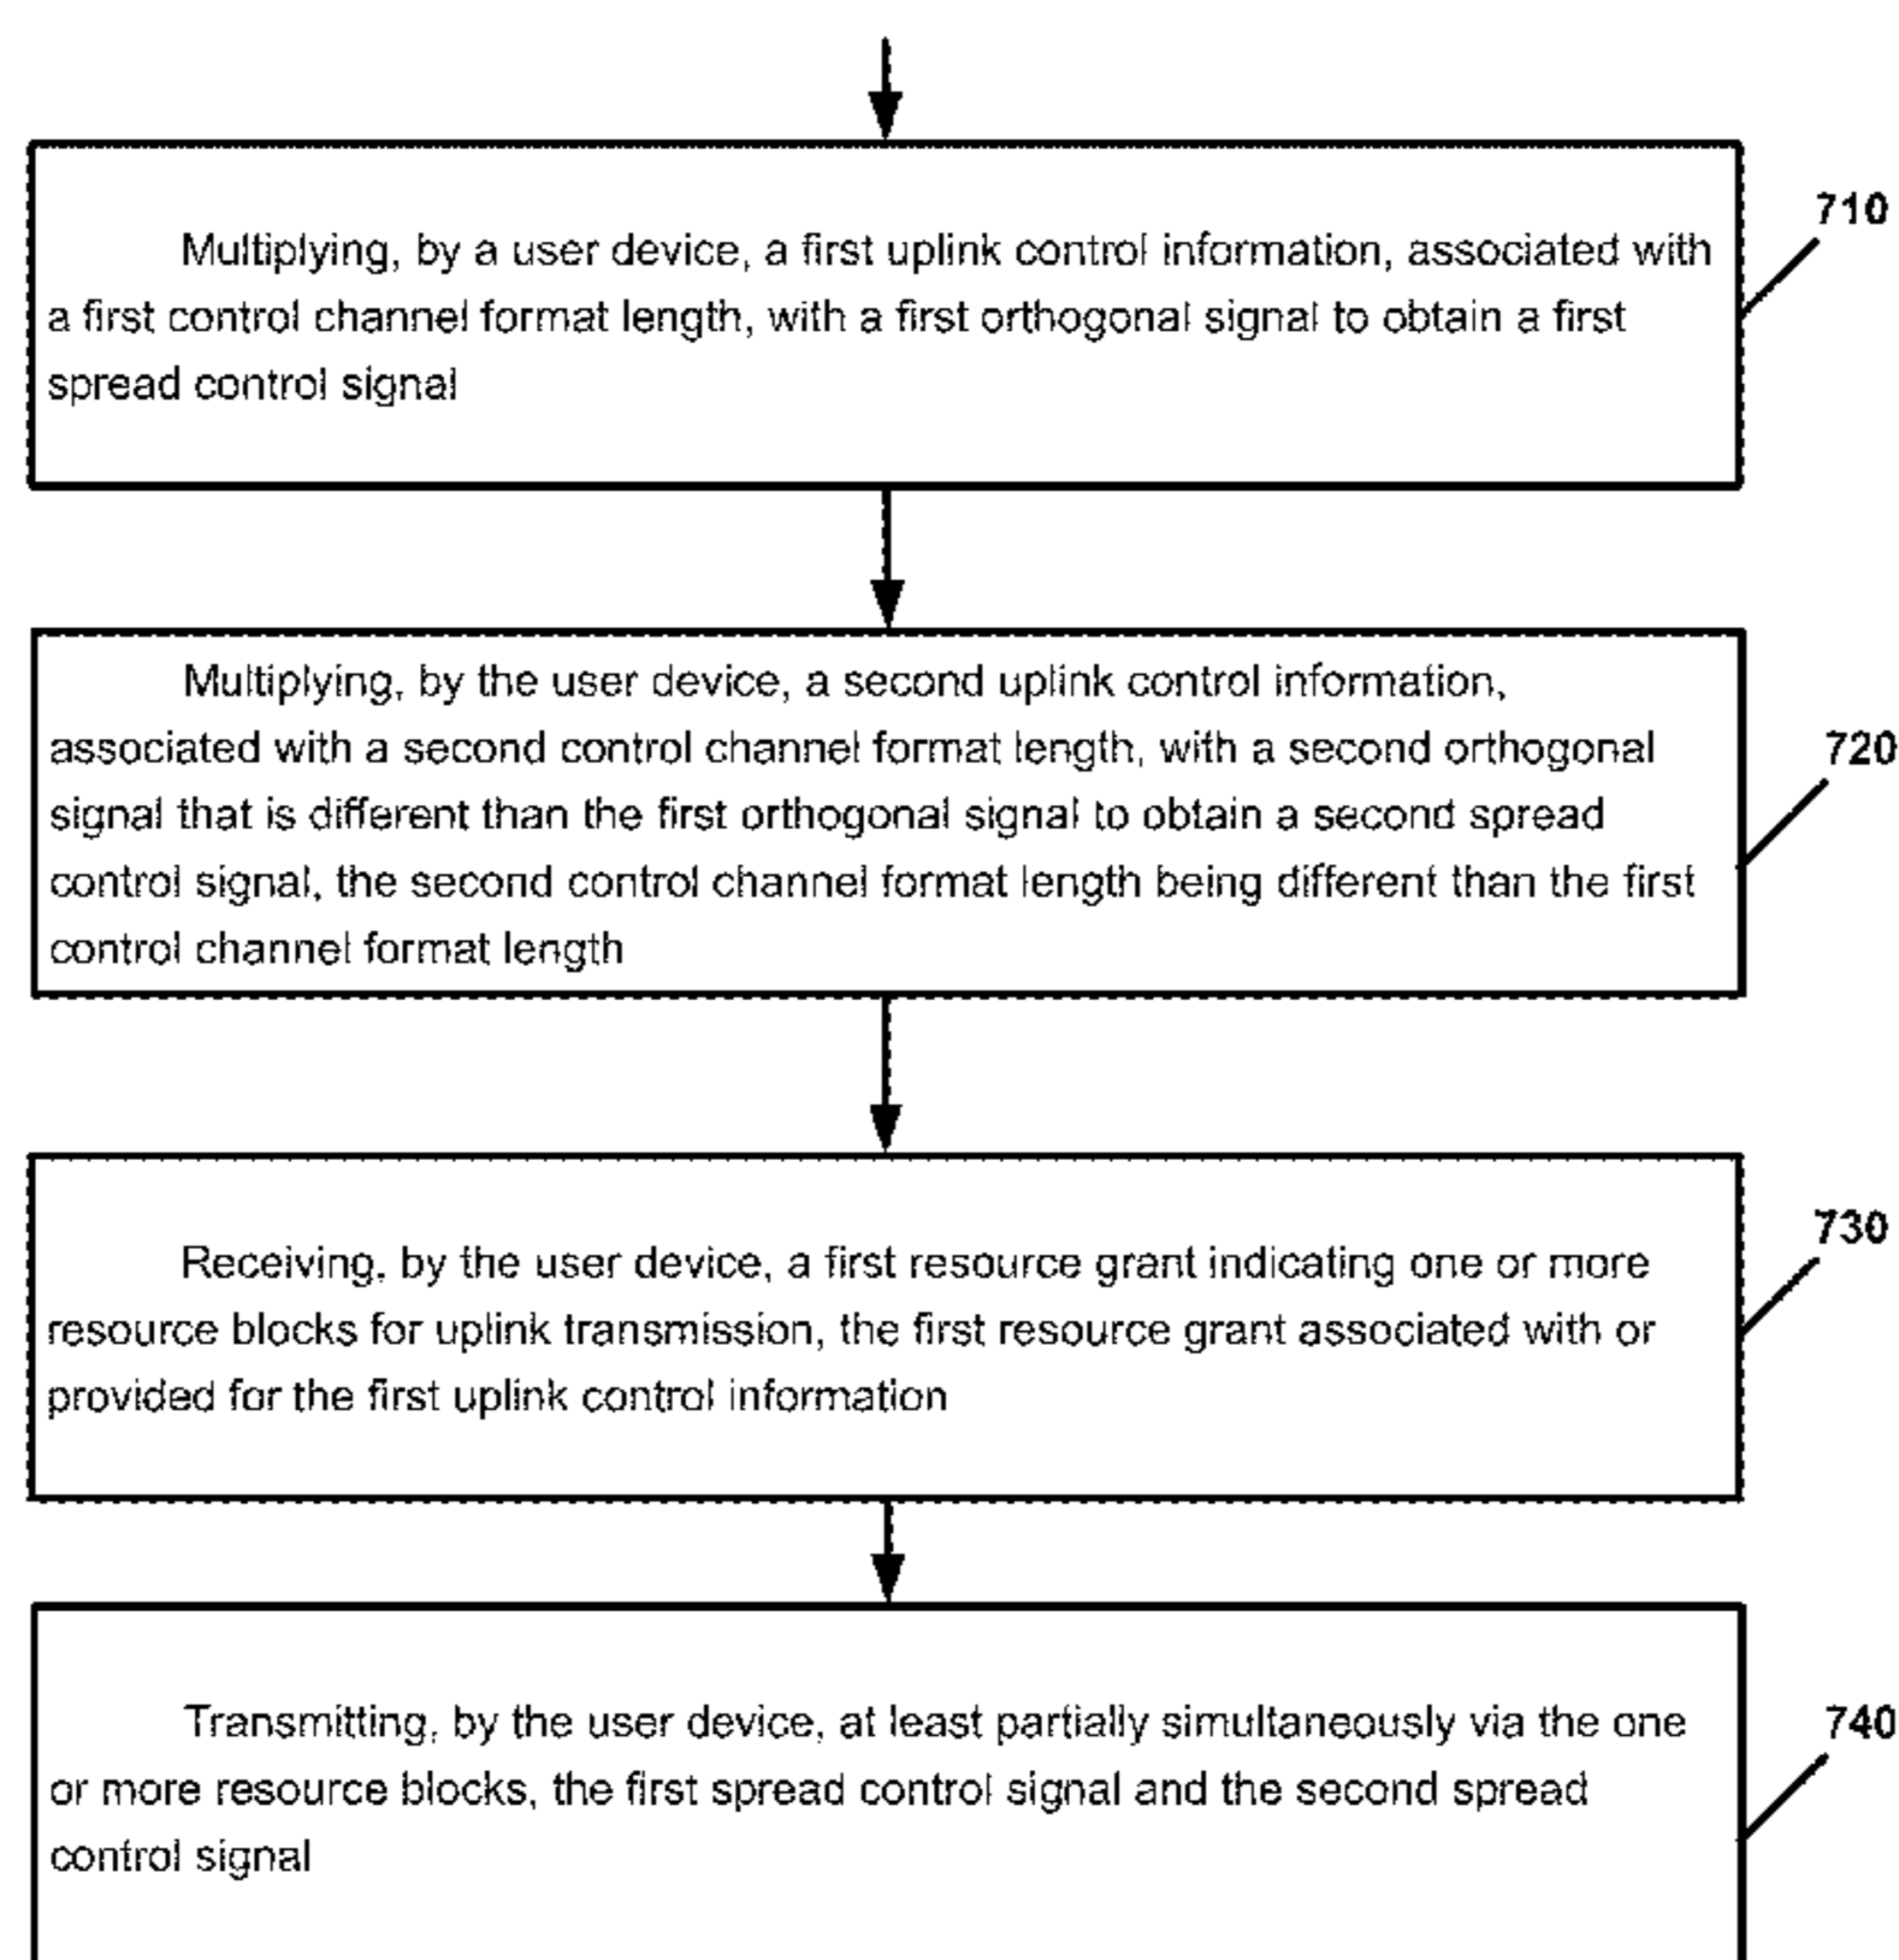 710
Multiplying, by a user device, a first uplink control information, associated with
a first control channel format length, with a first orthogonal signal to obtain a first
spread control signal
Multiplying, by the user device, a second uplink control information,
720
associated with a second control channel format length, with a second orthogonal
signal that is different than the first orthogonal signal to obtain a second spread
control signal, the second control channel format length being different than the first
control channel format length
730
Receiving, by the user device, a first resource grant indicating one or more
resource blocks for uplink transmission, the first resource grant associated with or
provided for the first uplink control information
740
Transmitting, by the user device, at least partially simultaneously via the one
or more resource blocks, the first spread control signal and the second spread
control signal